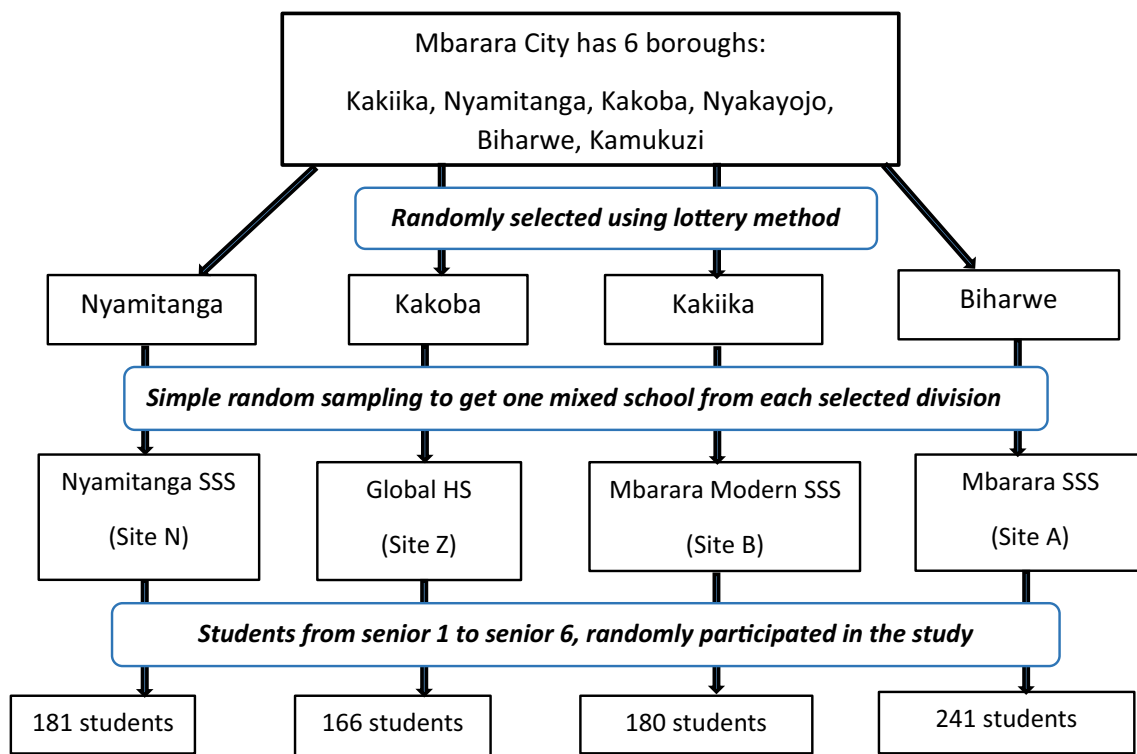 Mbarara City has 6 boroughs:
Kakiika, Nyamitanga, Kakoba, Nyakayojo,
Biharwe, Kamukuzi
Randomly selected using lottery method
Nyamitanga
Kakoba
Kakiika
Biharwe
Simple random sampling to get one mixed school from each selected division
Nyamitanga SSS
(Site N)
Global HS
(Site Z)
Mbarara Modern SSS
(Site B)
Mbarara SSS
(Site A)
Students from senior 1 to senior 6, randomly participated in the study
181 students
166 students
180 students
241 students